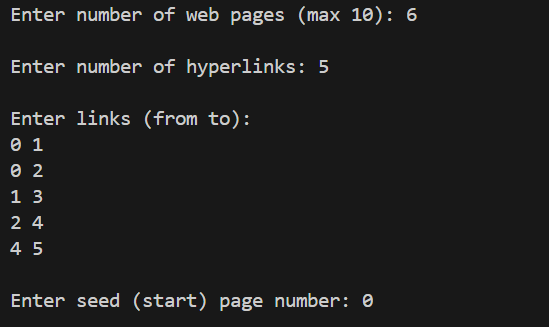 Enter number of web pages (max 10): 6
Enter number of hyperlinks: 5
Enter links (from to):
0 1
0 2
1 3
2 4
4 5
Enter seed (start) page number: 0